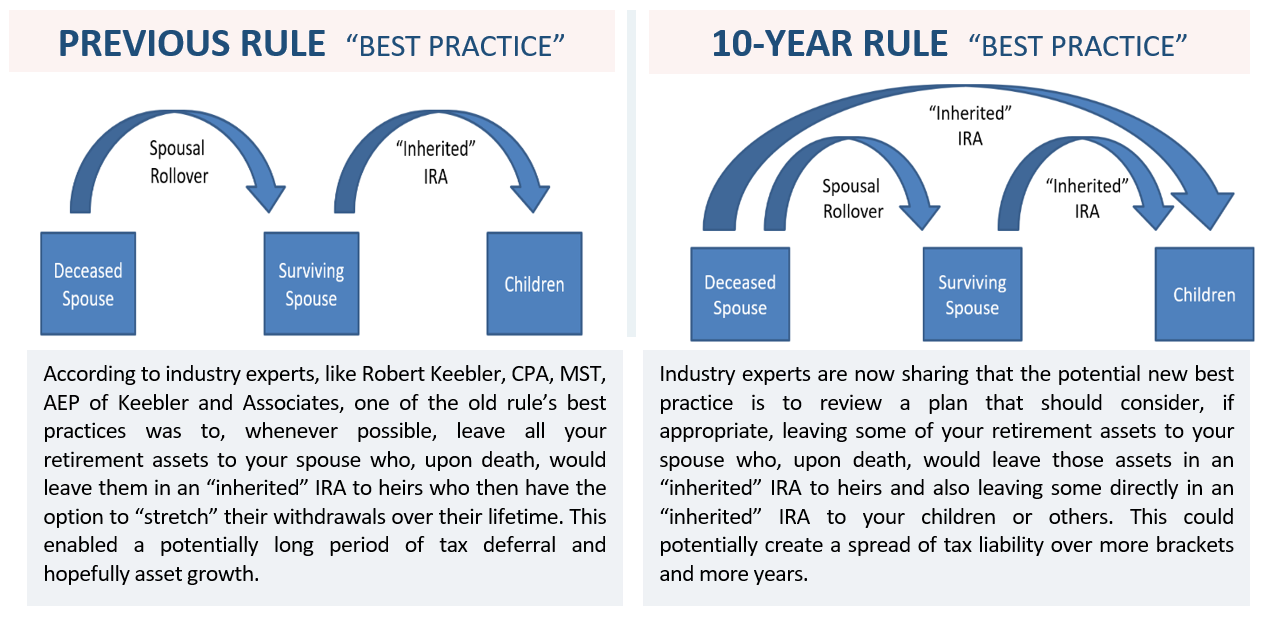 PREVIOUS RULE "BEST PRACTICE"
Spousal
Rollover
"Inherited"
IRA
Deceased
Spouse
Surviving
Spouse
Children
According to industry experts, like Robert Keebler, CPA, MST,
AEP of Keebler and Associates, one of the old rule's best
practices was to, whenever possible, leave all your
retirement assets to your spouse who, upon death, would
leave them in an "inherited" IRA to heirs who then have the
option to "stretch" their withdrawals over their lifetime. This
enabled a potentially long period of tax deferral and
hopefully asset growth.
10-YEAR RULE "BEST PRACTICE"
"Inherited"
IRA
Spousal
Rollover
"Inherited"
IRA
Deceased
Spouse
Surviving
Spouse
Children
Industry experts are now sharing that the potential new best
practice is to review a plan that should consider, if
appropriate, leaving some of your retirement assets to your
spouse who, upon death, would leave those assets in an
"inherited" IRA to heirs and also leaving some directly in an
"inherited" IRA to your children or others. This could
potentially create a spread of tax liability over more brackets
and more years.